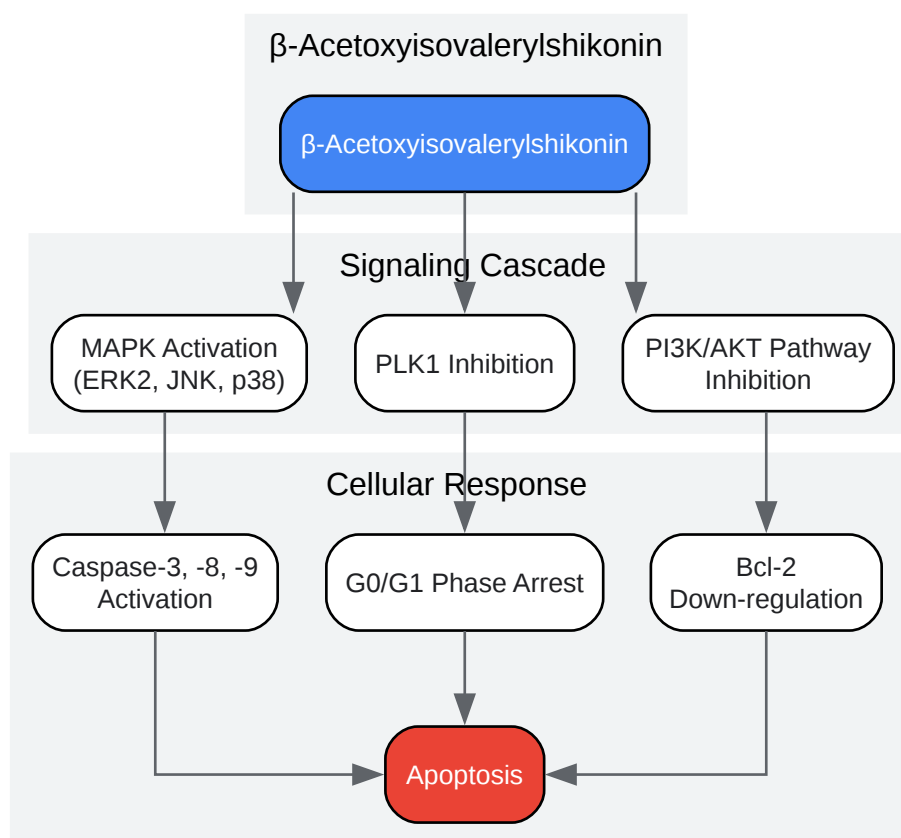 β-Acetoxyisovalerylshikonin
β-Acetoxyisovalerylshikonin
Signaling Cascade
MAPK Activation
(ERK2, JNK, p38)
PLK1 Inhibition
PI3K/AKT Pathway
Inhibition
Cellular Response
Caspase-3, -8, -9
Activation
G0/G1 Phase Arrest
Bcl-2
Down-regulation
Apoptosis